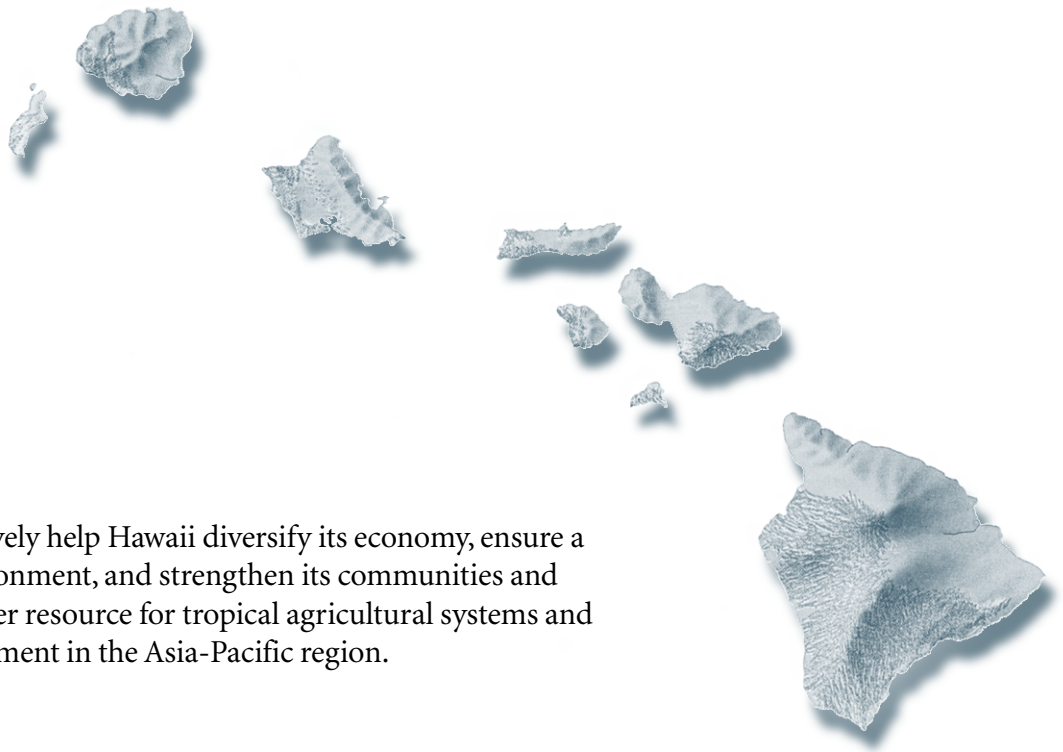 vely help Hawaii diversify its economy, ensure a
onment, and strengthen its communities and
er resource for tropical agricultural systems and
ment in the Asia-Pacific region.